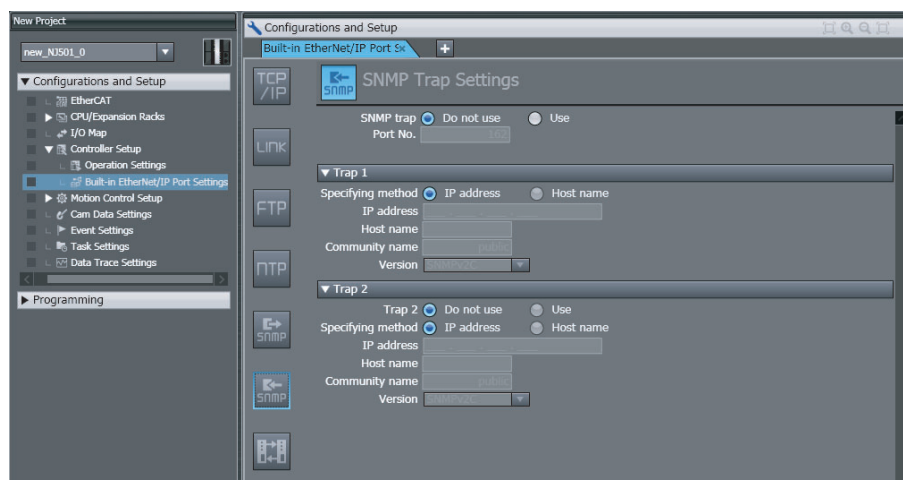 New Project
new_NJ501_0
Configurations and Setup
EtherCAT
CPU/Expansion Racks
I/O Map
Controller Setup
Operation Settings
Built-in EtherNet/IP Port Settings
Motion Control Setup
Cam Data Settings
Event Settings
Task Settings
Data Trace Settings
Programming
Configurations and Setup
Built-in EtherNet/IP Port Se
TCP
/IP
LINK
FTP
NTP
SNMP
SNMP
SNMP
SNMP Trap Settings
SNMP trap Do not use Use
Port No. 162
Trap 1
Specifying method IP address Host name
IP address
Host name
Community name public
Version SNMPv2C
Trap 2
Trap 2 Do not use Use
Specifying method IP address Host name
IP address
Host name
Community name public
Version SNMPv2C